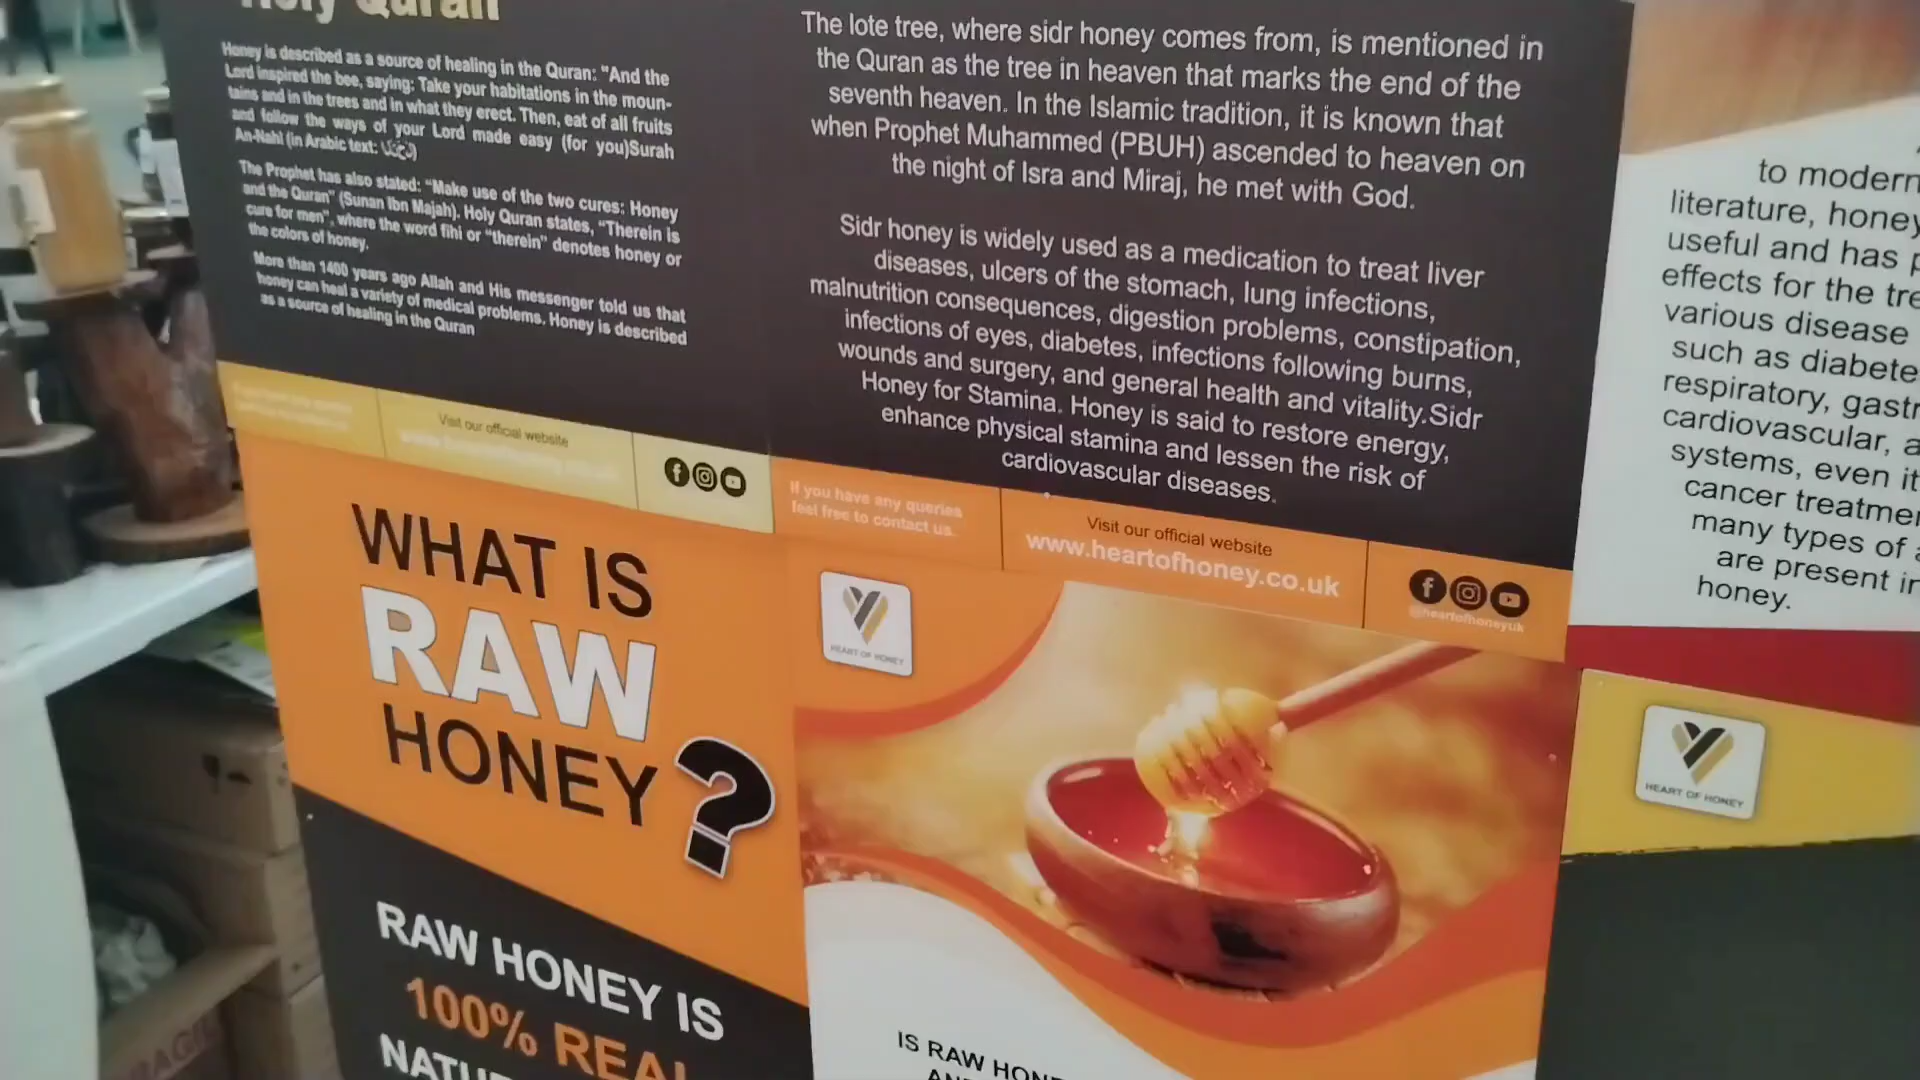 Holy Quran
Honey is described as a source of healing in the Quran: "And the
Lord inspired the bee, saying: Take your habitations in the moun-
tains and in the trees and in what they erect. Then, eat of all fruits
and follow the ways of your Lord made easy (for you)Surah
An-Nahl (in Arabic text:
The Prophet has also stated: "Make use of the two cures: Honey
and the Quran" (Sunan Ibn Majah). Holy Quran states, "Therein is
cure for men", where the word fihi or "therein" denotes honey or
the colors of honey.
More than 1400 years ago Allah and His messenger told us that
honey can heal a variety of medical problems. Honey is described
as a source of healing in the Quran
Visit our official website
The lote tree, where sidr honey comes from, is mentioned in
the Quran as the tree in heaven that marks the end of the
seventh heaven. In the Islamic tradition, it is known that
when Prophet Muhammed (PBUH) ascended to heaven on
the night of Isra and Miraj, he met with God.
Sidr honey is widely used as a medication to treat liver
diseases, ulcers of the stomach, lung infections,
malnutrition consequences, digestion problems, constipation,
infections of eyes, diabetes, infections following burns,
wounds and surgery, and general health and vitality.Sidr
Honey for Stamina. Honey is said to restore energy,
enhance physical stamina and lessen the risk of
cardiovascular diseases.
If you have any queries
feel free to contact us.
Visit our official website
www.heartofhoney.co.uk
@heartofhoneyuk
to modern
literature, honey
useful and has
effects for the
various disease
such as
respiratory,
cardiovascular,
systems, even
cancer
many types of
are present
honey.
WHAT IS
RAW
HONEY?
RAW HONEY IS
100% REAL
HEART OF HONEY
IS RAW
HEART OF HONEY